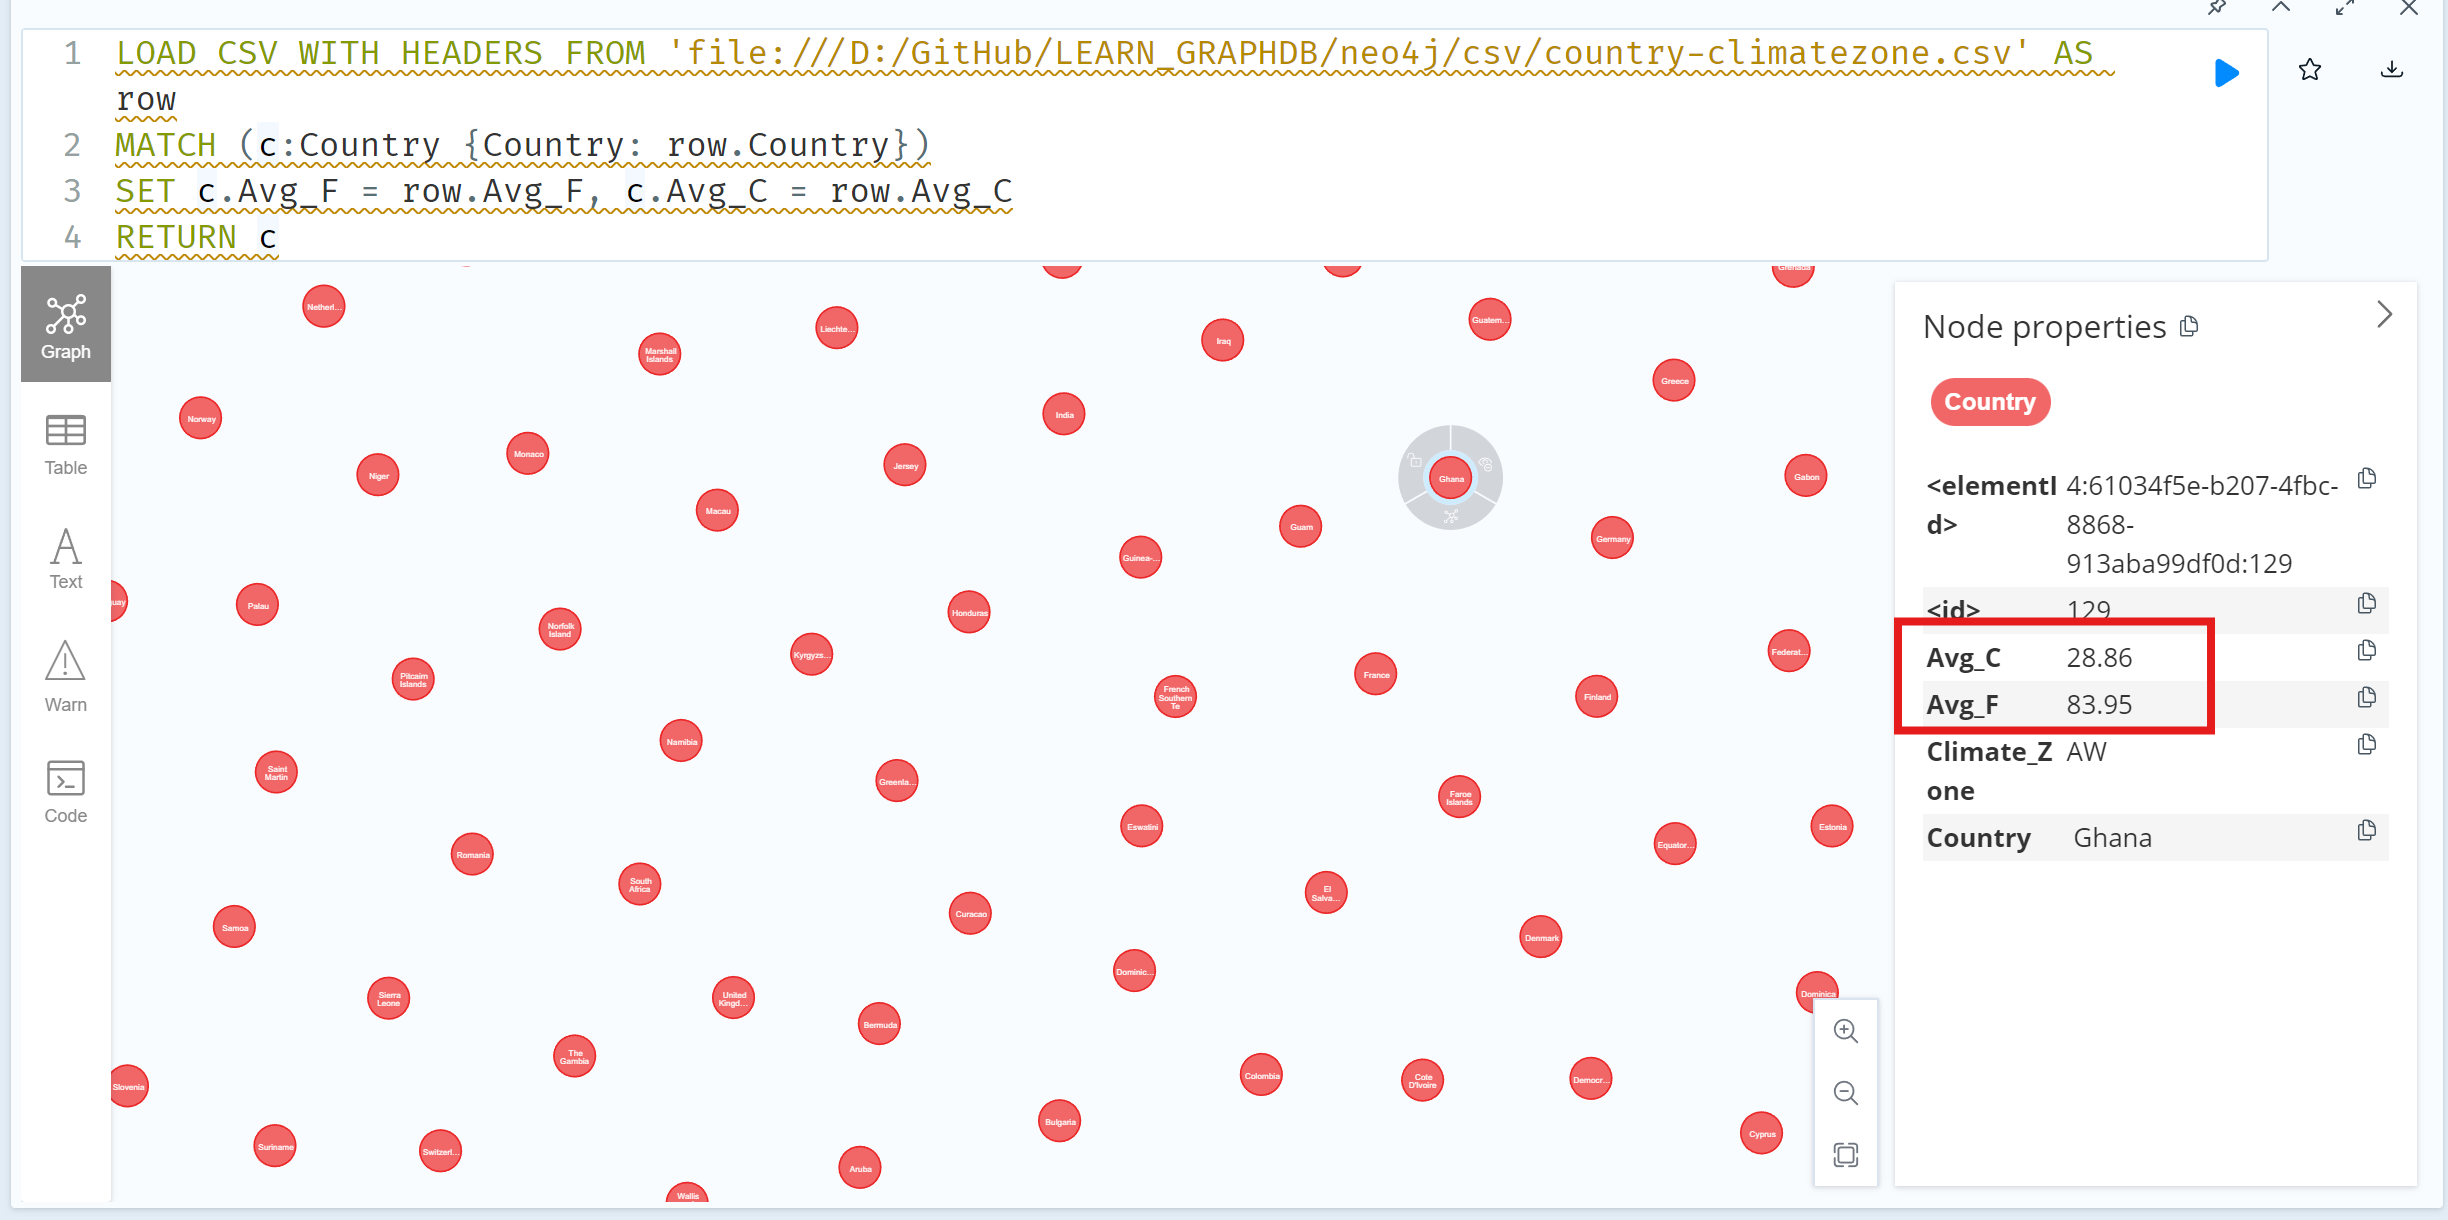 1 LOAD CSV WITH HEADERS FROM 'file:///D:/GitHub/LEARN_GRAPHDB/neo4j/csv/country-climatezone.csv' AS
row
2 MATCH (c:Country {Country: row.Country})
3 SET c.Avg_F = row.Avg_F, c.Avg_C = row.Avg_C
4 RETURN c
Graph
Table
Text
Warn
Code
Grenada
Netherl...
Guatem...
Liechte...
Iraq
Marshall
Islands
Greece
India
Norway
Monaco
Jersey
Niger
Gabon
Ghana
Macau
Guam
Germany
Guinea-...
uay
Palau
Honduras
Norfolk
Island
Federat...
Kyrgyzs...
France
Pitcairn
Islands
French
Southern
Te
Finland
Namibia
Saint
Martin
Greenla...
Faroe
Islands
Eswatini
Estonia
Equator...
Romania
South
Africa
El
Salva...
Curacao
Samoa
Denmark
Dominic...
Dominica
Sierra
Leone
United
Kingd...
Bermuda
The
Gambia
Colombia
Cote
D'Ivoire
Democr...
Slovenia
Bulgaria
Cyprus
Suriname
Switzerl...
Aruba
Wallis
Node properties
Country
<elementI 4:61034f5e-b207-4fbc-
d> 8868-
913aba99df0d:129
<id> 129
Avg_C 28.86
Avg_F 83.95
Climate_Z AW
one
Country Ghana